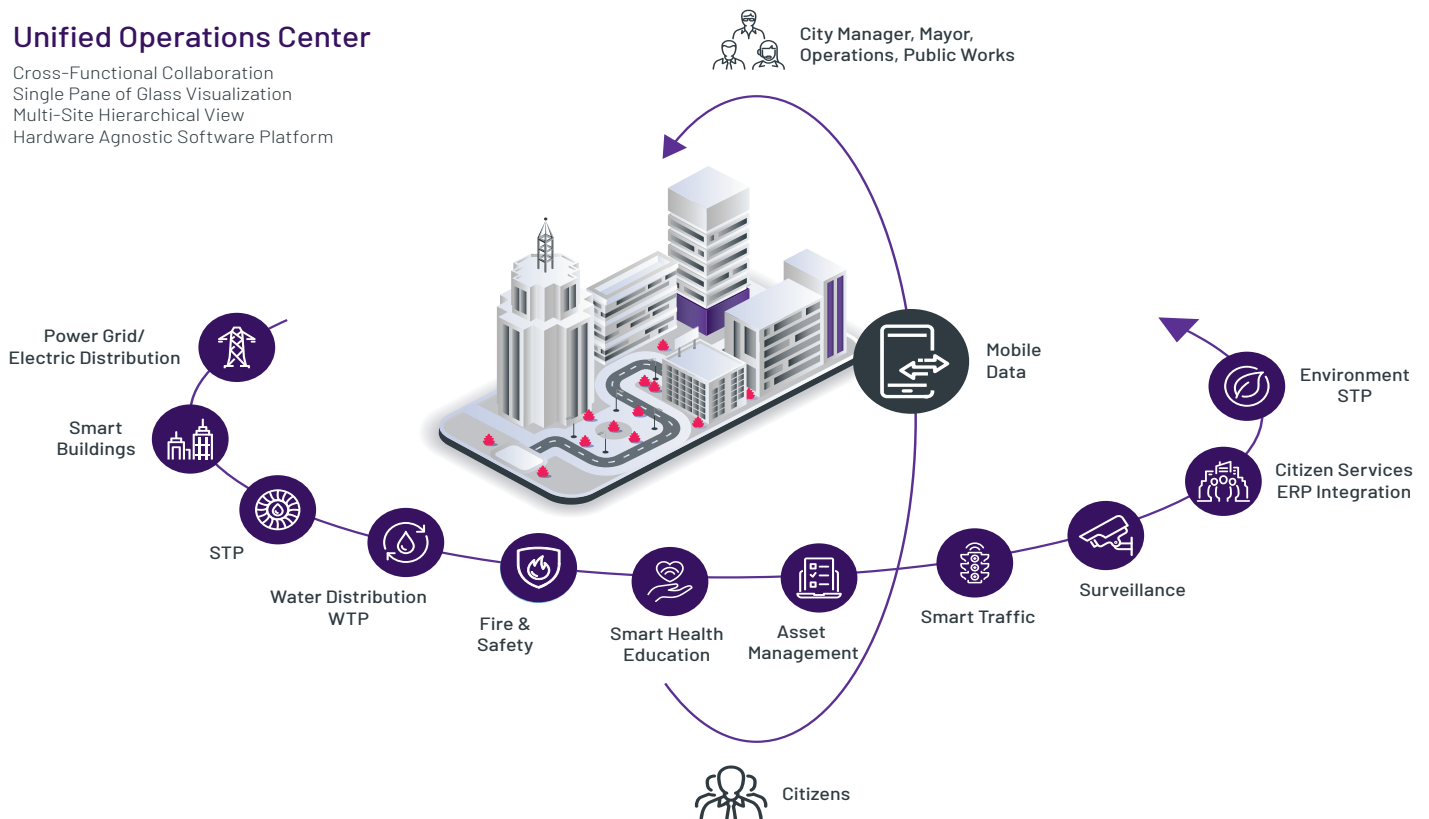 Unified Operations Center
Cross-Functional Collaboration
Single Pane of Glass Visualization
Multi-Site Hierarchical View
Hardware Agnostic Software Platform
City Manager, Mayor,
Operations, Public Works
Mobile
Data
Power Grid/
Electric Distribution
Smart
Buildings
STP
Water Distribution
WTP
Fire &
Safety
Smart Health
Education
Asset
Management
Smart Traffic
Surveillance
Citizen Services
ERP Integration
Environment
STP
Citizens